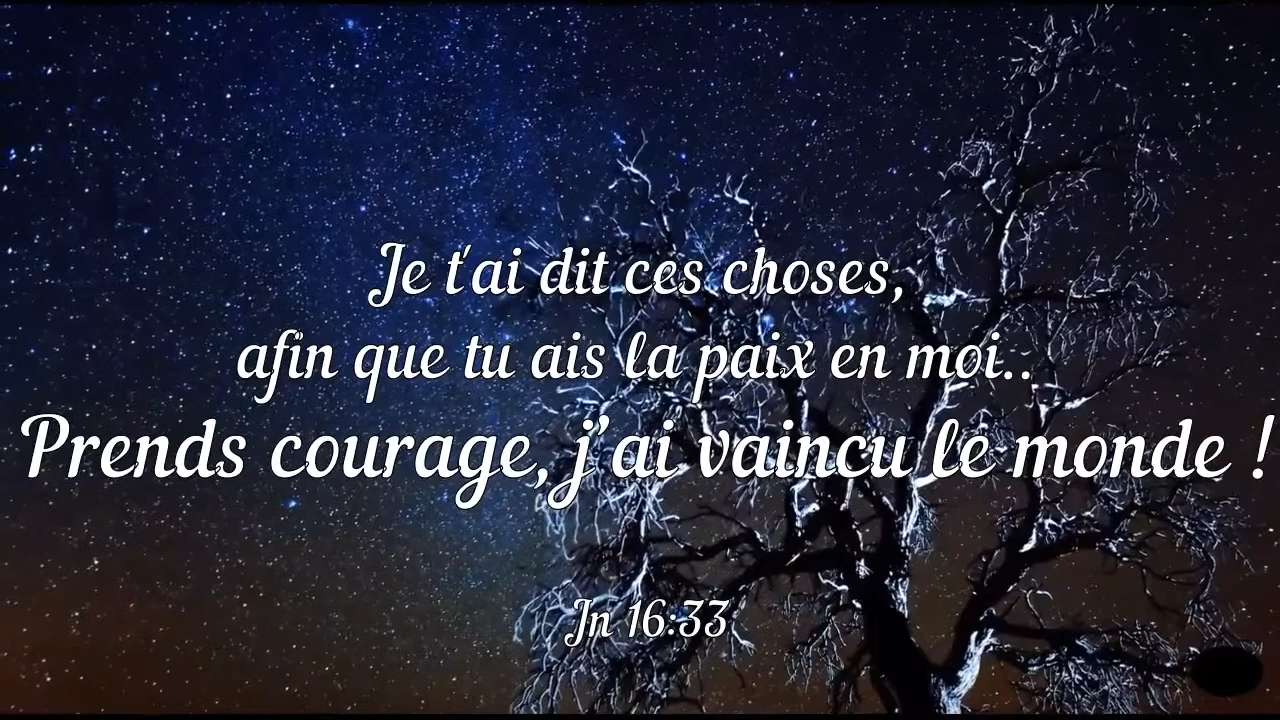 Je t'ai dit ces choses,
afin que tu ais la paix en moi..
Prends courage, j'ai vaincu le monde !
Jn 16:33